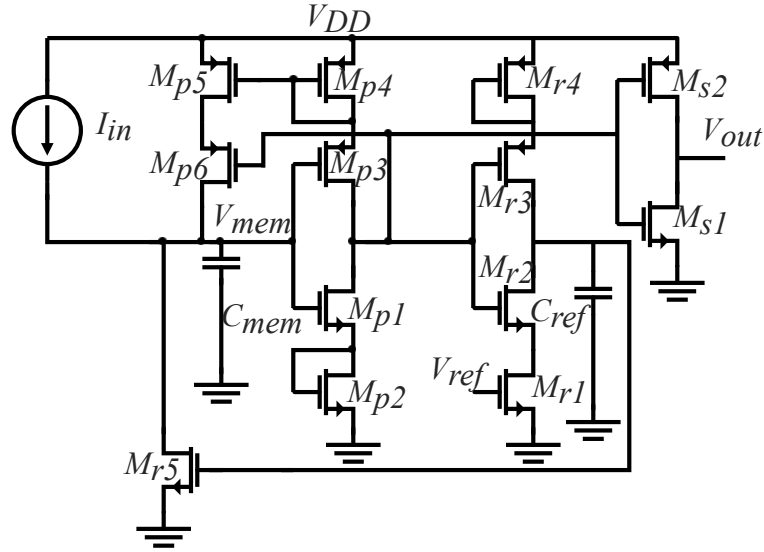 V_DD
M_p5
M_p4
M_r4
M_s2
I_in
V_out
M_p6
M_p3
M_r3
V_mem
M_s1
M_r2
C_mem
M_p1
C_ref
V_ref
M_r1
M_p2
M_r5